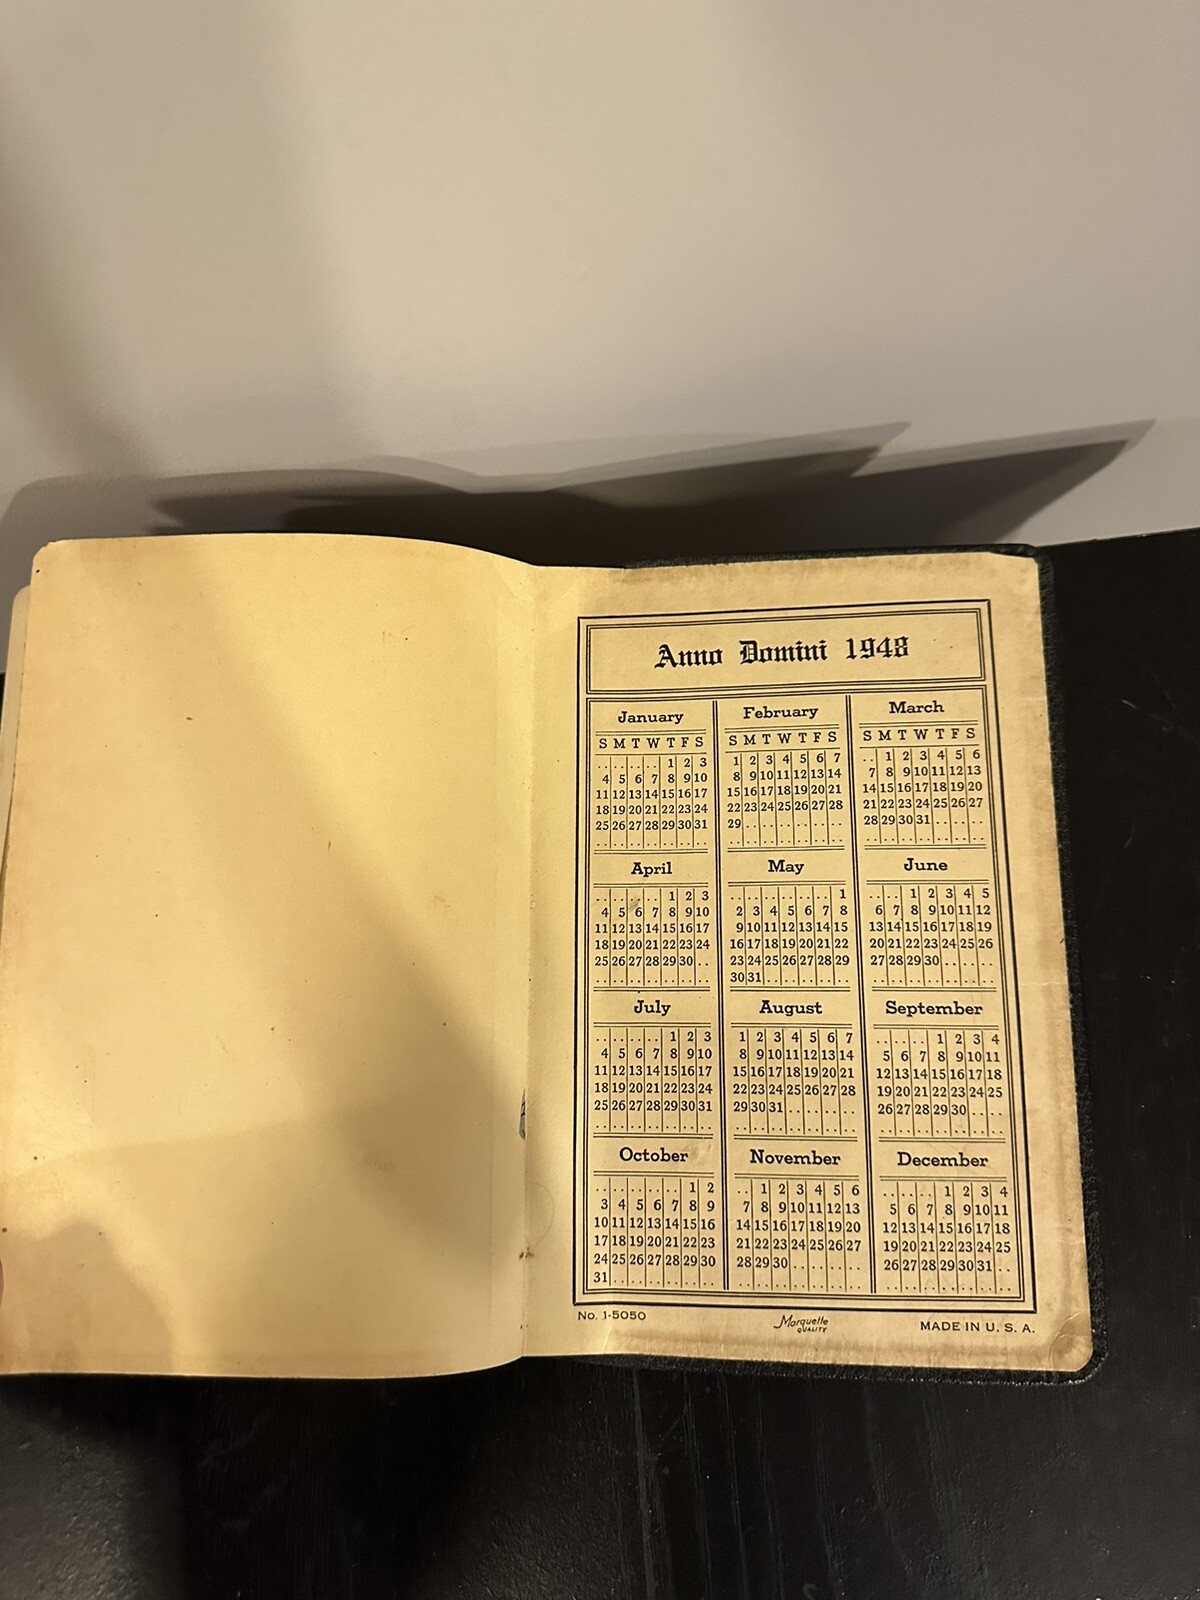 Anno Domini 1948
January
S M T W T F S
. . . . . . . . 1 2 3
4 5 6 7 8 9 10
11 12 13 14 15 16 17
18 19 20 21 22 23 24
25 26 27 28 29 30 31
February
S M T W T F S
1 2 3 4 5 6 7
8 9 10 11 12 13 14
15 16 17 18 19 20 21
22 23 24 25 26 27 28
29 . . . . . . . . . . . .
March
S M T W T F S
. . 1 2 3 4 5 6
7 8 9 10 11 12 13
14 15 16 17 18 19 20
21 22 23 24 25 26 27
28 29 30 31 . . . . . .
April
. . . . . . . . 1 2 3
4 5 6 7 8 9 10
11 12 13 14 15 16 17
18 19 20 21 22 23 24
25 26 27 28 29 30 . .
May
. . . . . . . . . . . . 1
2 3 4 5 6 7 8
9 10 11 12 13 14 15
16 17 18 19 20 21 22
23 24 25 26 27 28 29
30 31 . . . . . . . . . .
June
. . . . 1 2 3 4 5
6 7 8 9 10 11 12
13 14 15 16 17 18 19
20 21 22 23 24 25 26
27 28 29 30 . . . . . .
July
. . . . . . . . 1 2 3
4 5 6 7 8 9 10
11 12 13 14 15 16 17
18 19 20 21 22 23 24
25 26 27 28 29 30 31
August
1 2 3 4 5 6 7
8 9 10 11 12 13 14
15 16 17 18 19 20 21
22 23 24 25 26 27 28
29 30 31 . . . . . . . .
September
. . . . . . 1 2 3 4
5 6 7 8 9 10 11
12 13 14 15 16 17 18
19 20 21 22 23 24 25
26 27 28 29 30 . . . .
October
. . . . . . . . . . 1 2
3 4 5 6 7 8 9
10 11 12 13 14 15 16
17 18 19 20 21 22 23
24 25 26 27 28 29 30
31 . . . . . . . . . . . .
November
. . 1 2 3 4 5 6
7 8 9 10 11 12 13
14 15 16 17 18 19 20
21 22 23 24 25 26 27
28 29 30 . . . . . . . .
December
. . . . . . 1 2 3 4
5 6 7 8 9 10 11
12 13 14 15 16 17 18
19 20 21 22 23 24 25
26 27 28 29 30 31 . .
No. 1-5050
Marquette
QUALITY
MADE IN U. S. A.